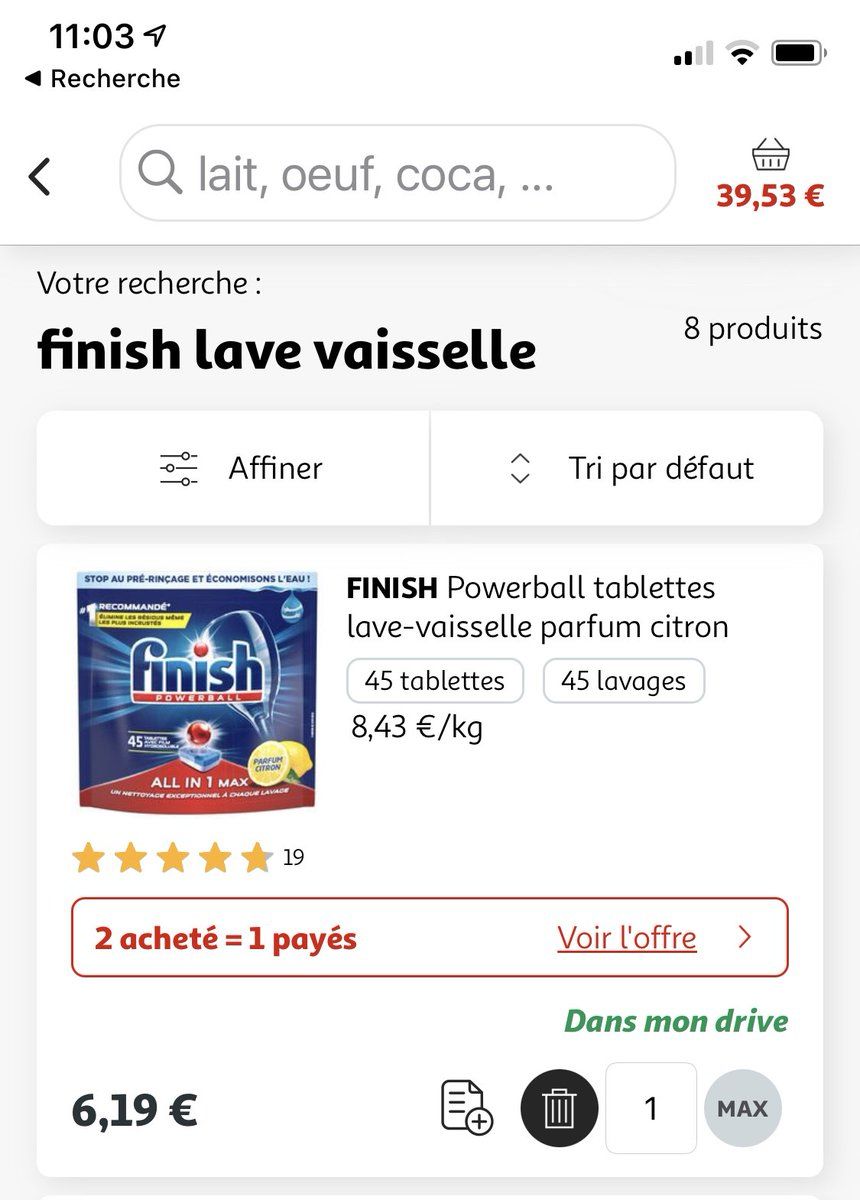 11:03
◀ Recherche
lait, oeuf, coca, ...
39,53 €
Votre recherche :
finish lave vaisselle
8 produits
Affiner
Tri par défaut
STOP AU PRÉ-RINÇAGE ET ÉCONOMISONS L'EAU !
#1 RECOMMANDÉ*
ÉLIMINE LES RÉSIDUS MÊME
LES PLUS INCRUSTÉS
finish
POWERBALL
45 TABLETTES
AVEC FILM
HYDROSOLUBLE
PARFUM
CITRON
ALL IN 1 MAX
UN NETTOYAGE EXCEPTIONNEL À CHAQUE LAVAGE
FINISH Powerball tablettes
lave-vaisselle parfum citron
45 tablettes
45 lavages
8,43 €/kg
19
2 acheté = 1 payés
Voir l'offre
Dans mon drive
6,19 €
1
MAX